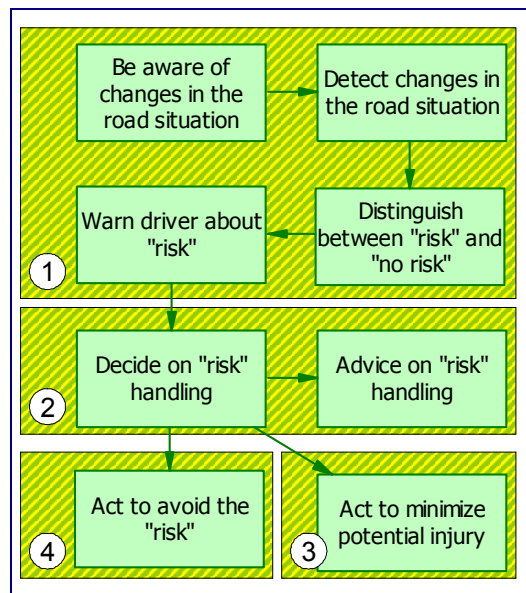 Be aware of
changes in the
road situation
Detect changes in
the road situation
Distinguish
between "risk" and
"no risk"
Warn driver about
"risk"
1
Decide on "risk"
handling
Advice on "risk"
handling
2
Act to avoid the
"risk"
4
Act to minimize
potential injury
3